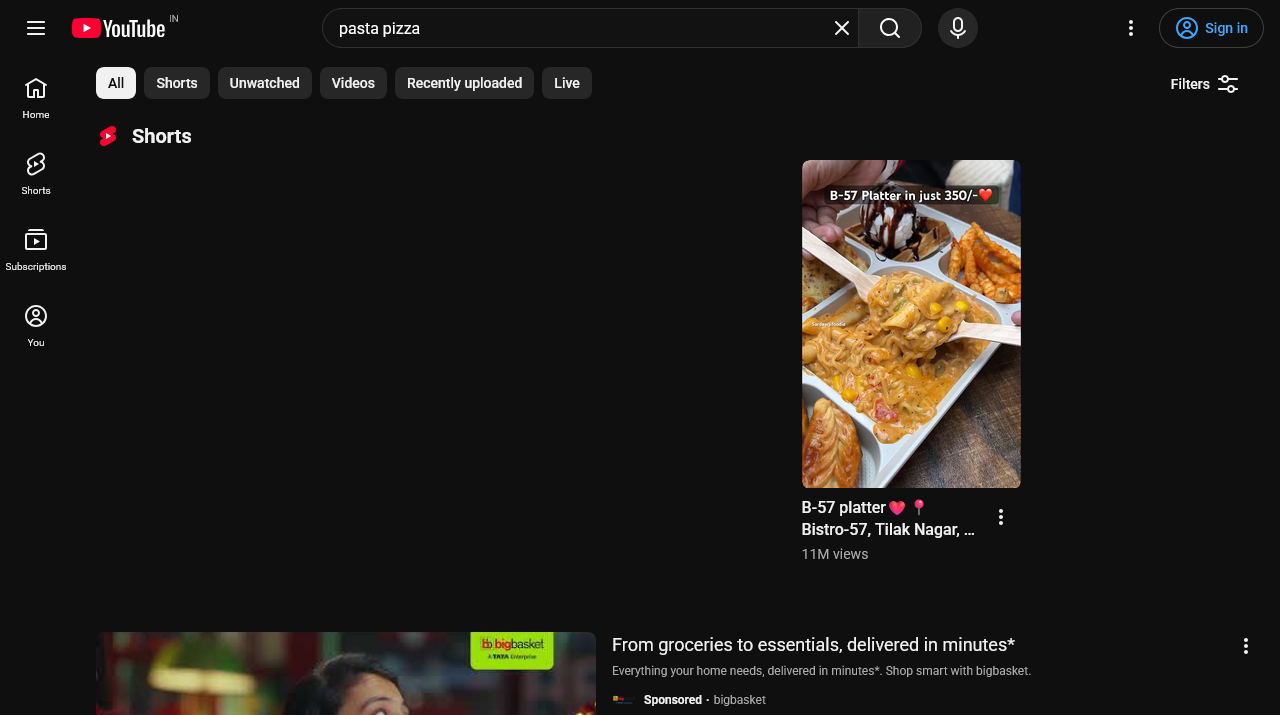 YouTube IN
pasta pizza
Sign in
All
Shorts
Unwatched
Videos
Recently uploaded
Live
Filters
Home
Shorts
Subscriptions
You
Shorts
B-57 Platter in just 350/-❤️
B-57 platter💓 📍
Bistro-57, Tilak Nagar, ...
11M views
bb bigbasket
A TATA Enterprise
From groceries to essentials, delivered in minutes*
Everything your home needs, delivered in minutes*. Shop smart with bigbasket.
Sponsored · bigbasket